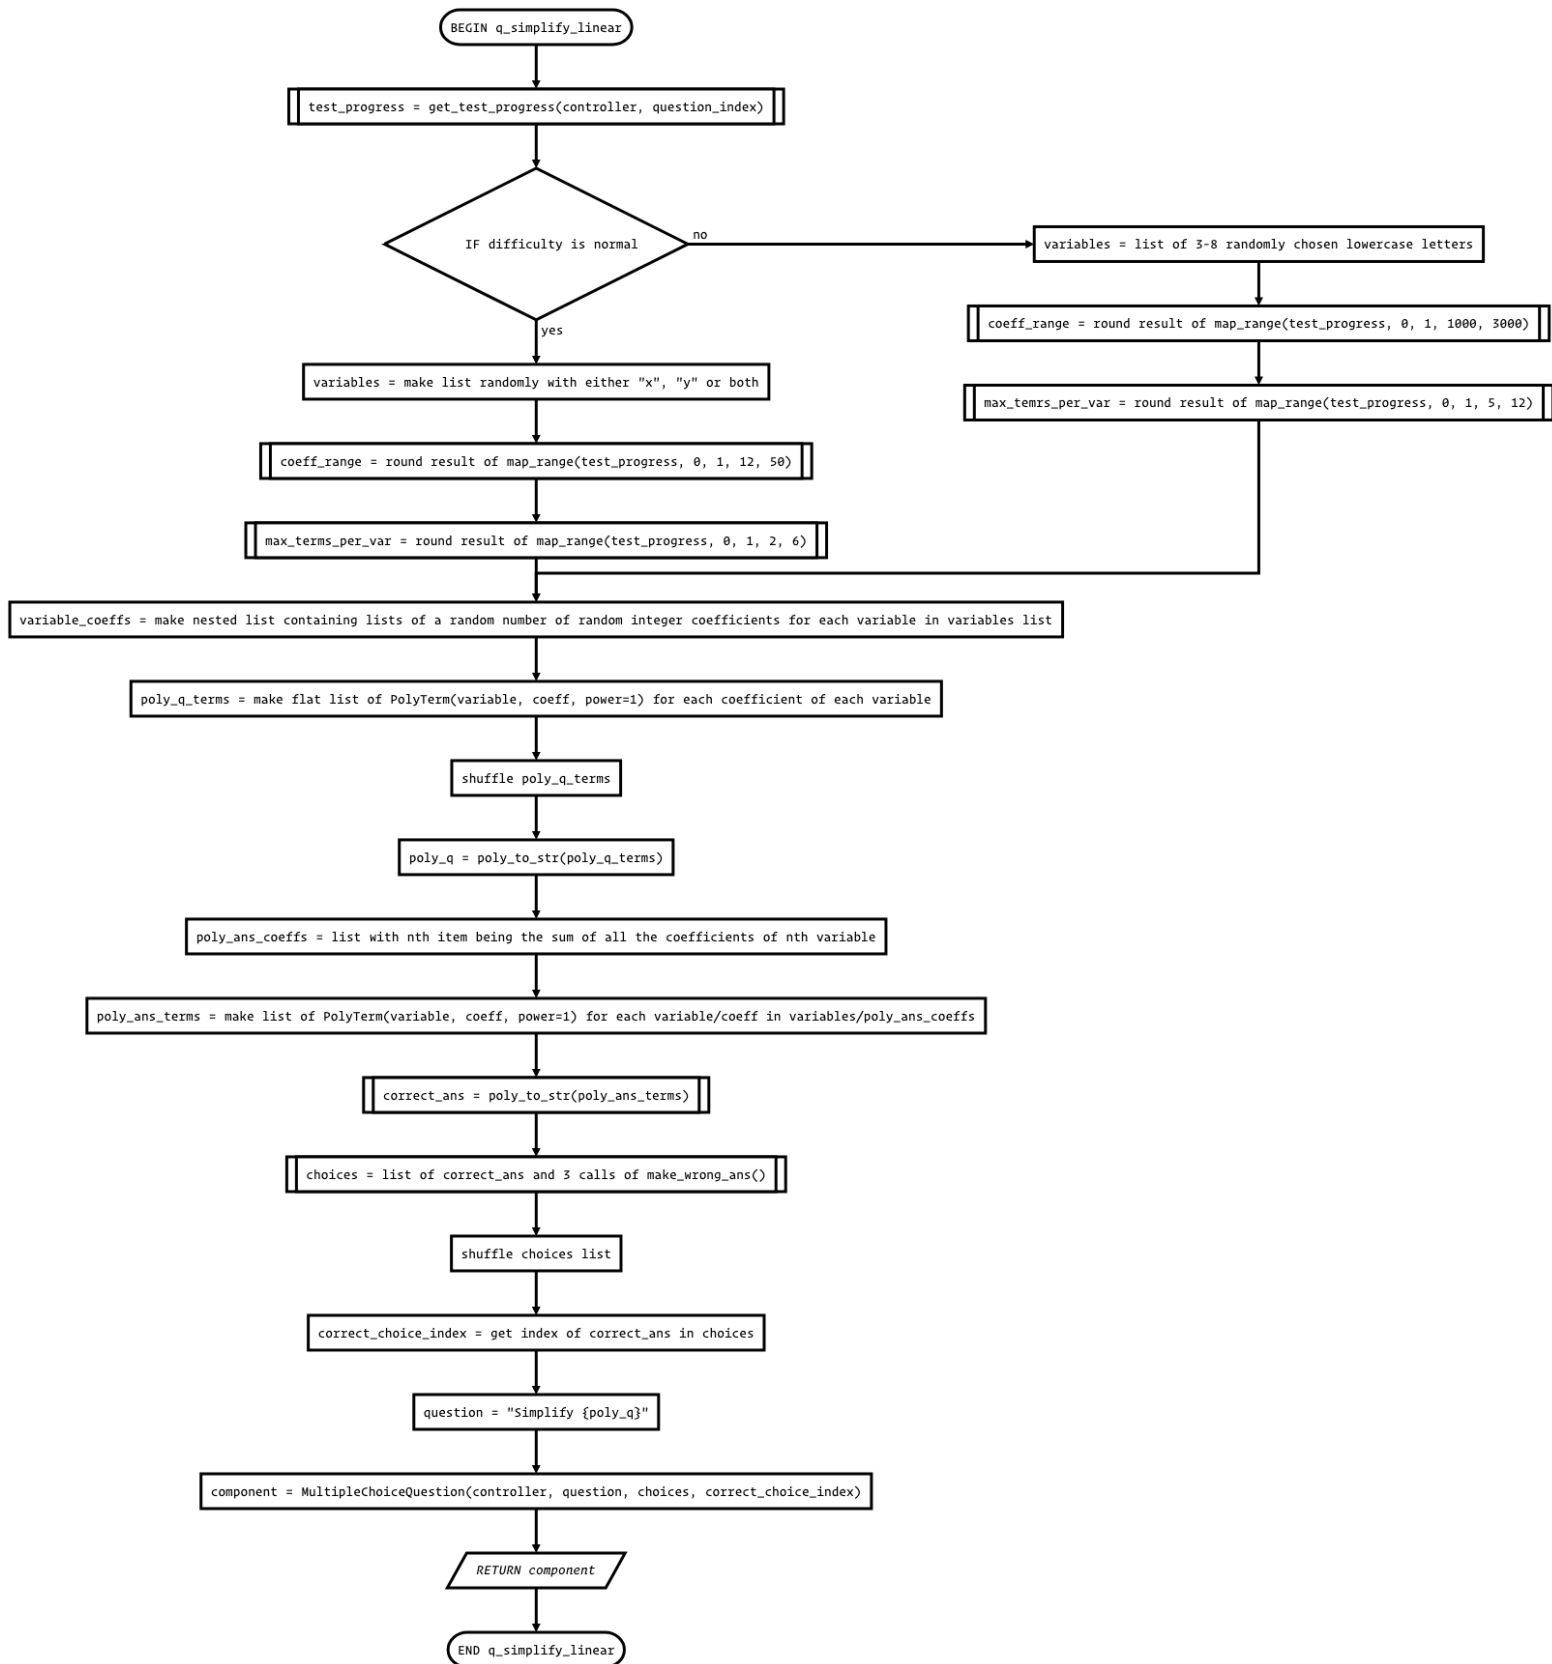 BEGIN q_simplify_linear
test_progress = get_test_progress(controller, question_index)
IF difficulty is normal
no
variables = list of 3-8 randomly chosen lowercase letters
coeff_range = round result of map_range(test_progress, 0, 1, 1000, 3000)
max_temrs_per_var = round result of map_range(test_progress, 0, 1, 5, 12)
yes
variables = make list randomly with either "x", "y" or both
coeff_range = round result of map_range(test_progress, 0, 1, 12, 50)
max_terms_per_var = round result of map_range(test_progress, 0, 1, 2, 6)
variable_coeffs = make nested list containing lists of a random number of random integer coefficients for each variable in variables list
poly_q_terms = make flat list of PolyTerm(variable, coeff, power=1) for each coefficient of each variable
shuffle poly_q_terms
poly_q = poly_to_str(poly_q_terms)
poly_ans_coeffs = list with nth item being the sum of all the coefficients of nth variable
poly_ans_terms = make list of PolyTerm(variable, coeff, power=1) for each variable/coeff in variables/poly_ans_coeffs
correct_ans = poly_to_str(poly_ans_terms)
choices = list of correct_ans and 3 calls of make_wrong_ans()
shuffle choices list
correct_choice_index = get index of correct_ans in choices
question = "Simplify {poly_q}"
component = MultipleChoiceQuestion(controller, question, choices, correct_choice_index)
RETURN component
END q_simplify_linear